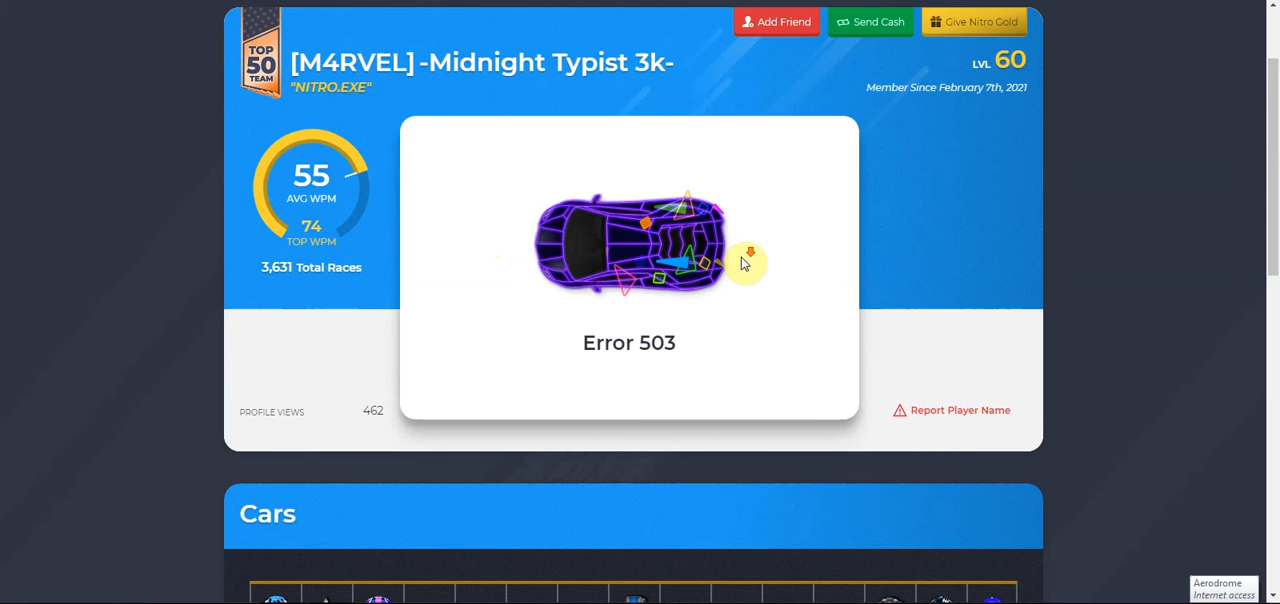 Add Friend
Send Cash
Give Nitro Gold
TOP
50
TEAM
[M4RVEL] -Midnight Typist 3k-
"NITRO.EXE"
LVL 60
Member Since February 7th, 2021
55
AVG WPM
74
TOP WPM
3,631 Total Races
Error 503
PROFILE VIEWS 462
Report Player Name
Cars
Aerodrome
Internet access